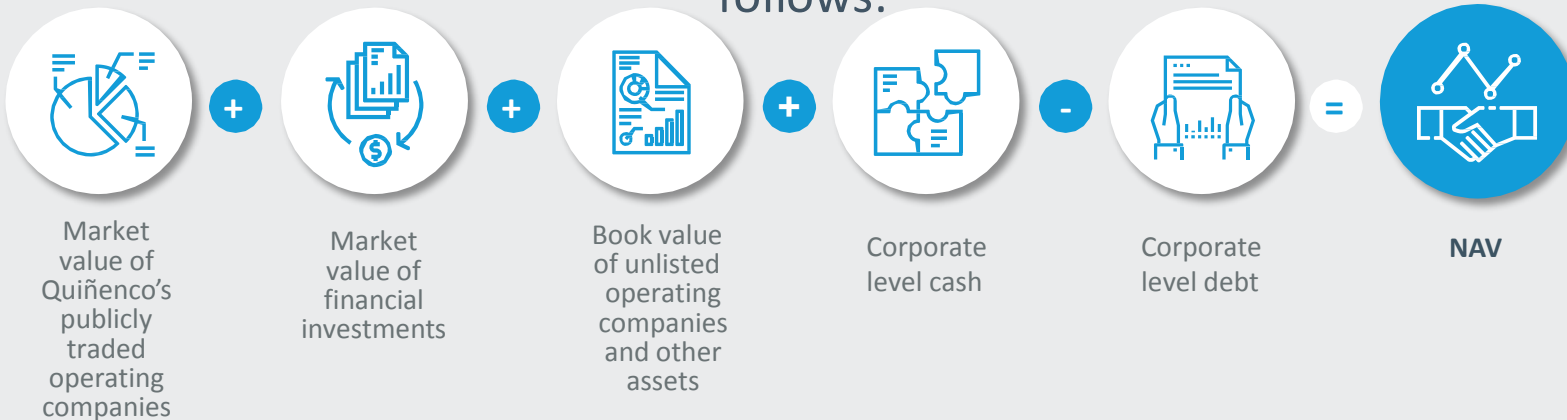 follows:
+
+
+
-
=
Market
value of
Quiñenco’s
publicly
traded
operating
companies
Market
value of
financial
investments
Book value
of unlisted
operating
companies
and other
assets
Corporate
level cash
Corporate
level debt
NAV
$